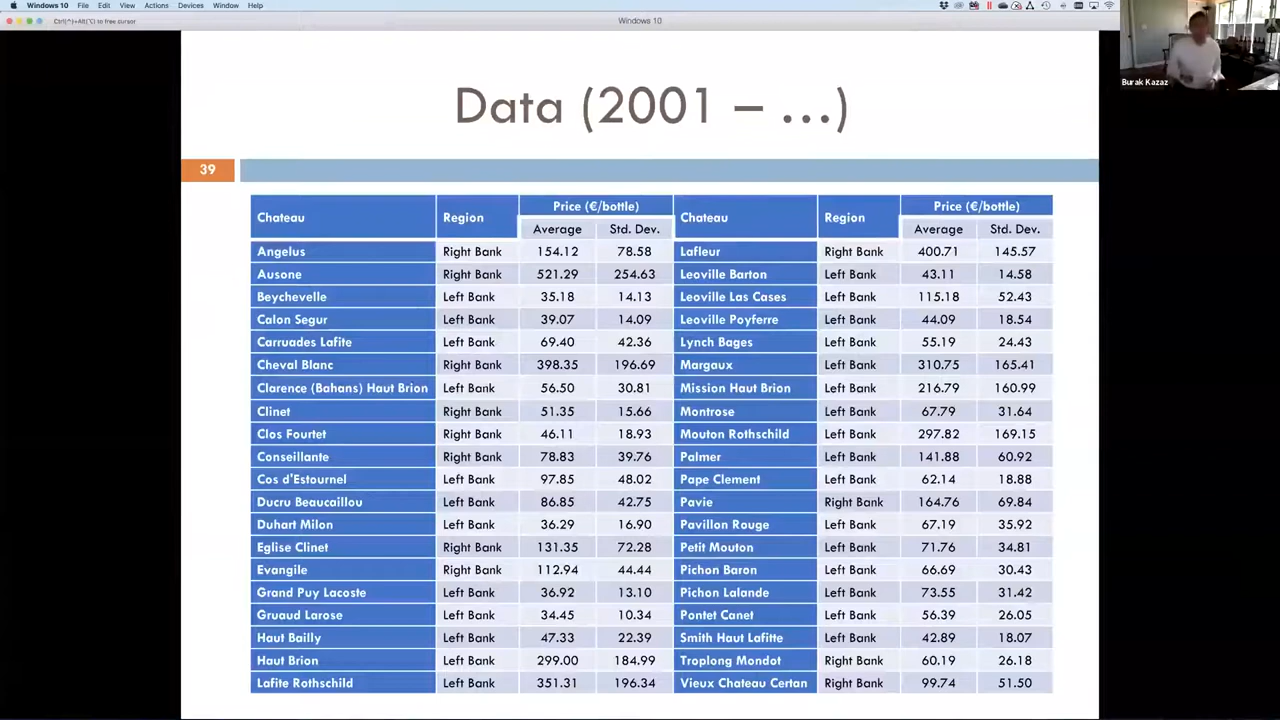 Windows 10 File Edit View Actions Devices Window Help
Ctrl(^)+Alt(⌥) to free cursor
Windows 10
Burak Kazaz
Data (2001 – …)
39
Chateau Region Price (€/bottle) Chateau Region Price (€/bottle)
Average Std. Dev. Average Std. Dev.
Angelus Right Bank 154.12 78.58 Lafleur Right Bank 400.71 145.57
Ausone Right Bank 521.29 254.63 Leoville Barton Left Bank 43.11 14.58
Beychevelle Left Bank 35.18 14.13 Leoville Las Cases Left Bank 115.18 52.43
Calon Segur Left Bank 39.07 14.09 Leoville Poyferre Left Bank 44.09 18.54
Carruades Lafite Left Bank 69.40 42.36 Lynch Bages Left Bank 55.19 24.43
Cheval Blanc Right Bank 398.35 196.69 Margaux Left Bank 310.75 165.41
Clarence (Bahans) Haut Brion Left Bank 56.50 30.81 Mission Haut Brion Left Bank 216.79 160.99
Clinet Right Bank 51.35 15.66 Montrose Left Bank 67.79 31.64
Clos Fourtet Right Bank 46.11 18.93 Mouton Rothschild Left Bank 297.82 169.15
Conseillante Right Bank 78.83 39.76 Palmer Left Bank 141.88 60.92
Cos d'Estournel Left Bank 97.85 48.02 Pape Clement Left Bank 62.14 18.88
Ducru Beaucaillou Left Bank 86.85 42.75 Pavie Right Bank 164.76 69.84
Duhart Milon Left Bank 36.29 16.90 Pavillon Rouge Left Bank 67.19 35.92
Eglise Clinet Right Bank 131.35 72.28 Petit Mouton Left Bank 71.76 34.81
Evangile Right Bank 112.94 44.44 Pichon Baron Left Bank 66.69 30.43
Grand Puy Lacoste Left Bank 36.92 13.10 Pichon Lalande Left Bank 73.55 31.42
Gruaud Larose Left Bank 34.45 10.34 Pontet Canet Left Bank 56.39 26.05
Haut Bailly Left Bank 47.33 22.39 Smith Haut Lafitte Left Bank 42.89 18.07
Haut Brion Left Bank 299.00 184.99 Troplong Mondot Right Bank 60.19 26.18
Lafite Rothschild Left Bank 351.31 196.34 Vieux Chateau Certan Right Bank 99.74 51.50